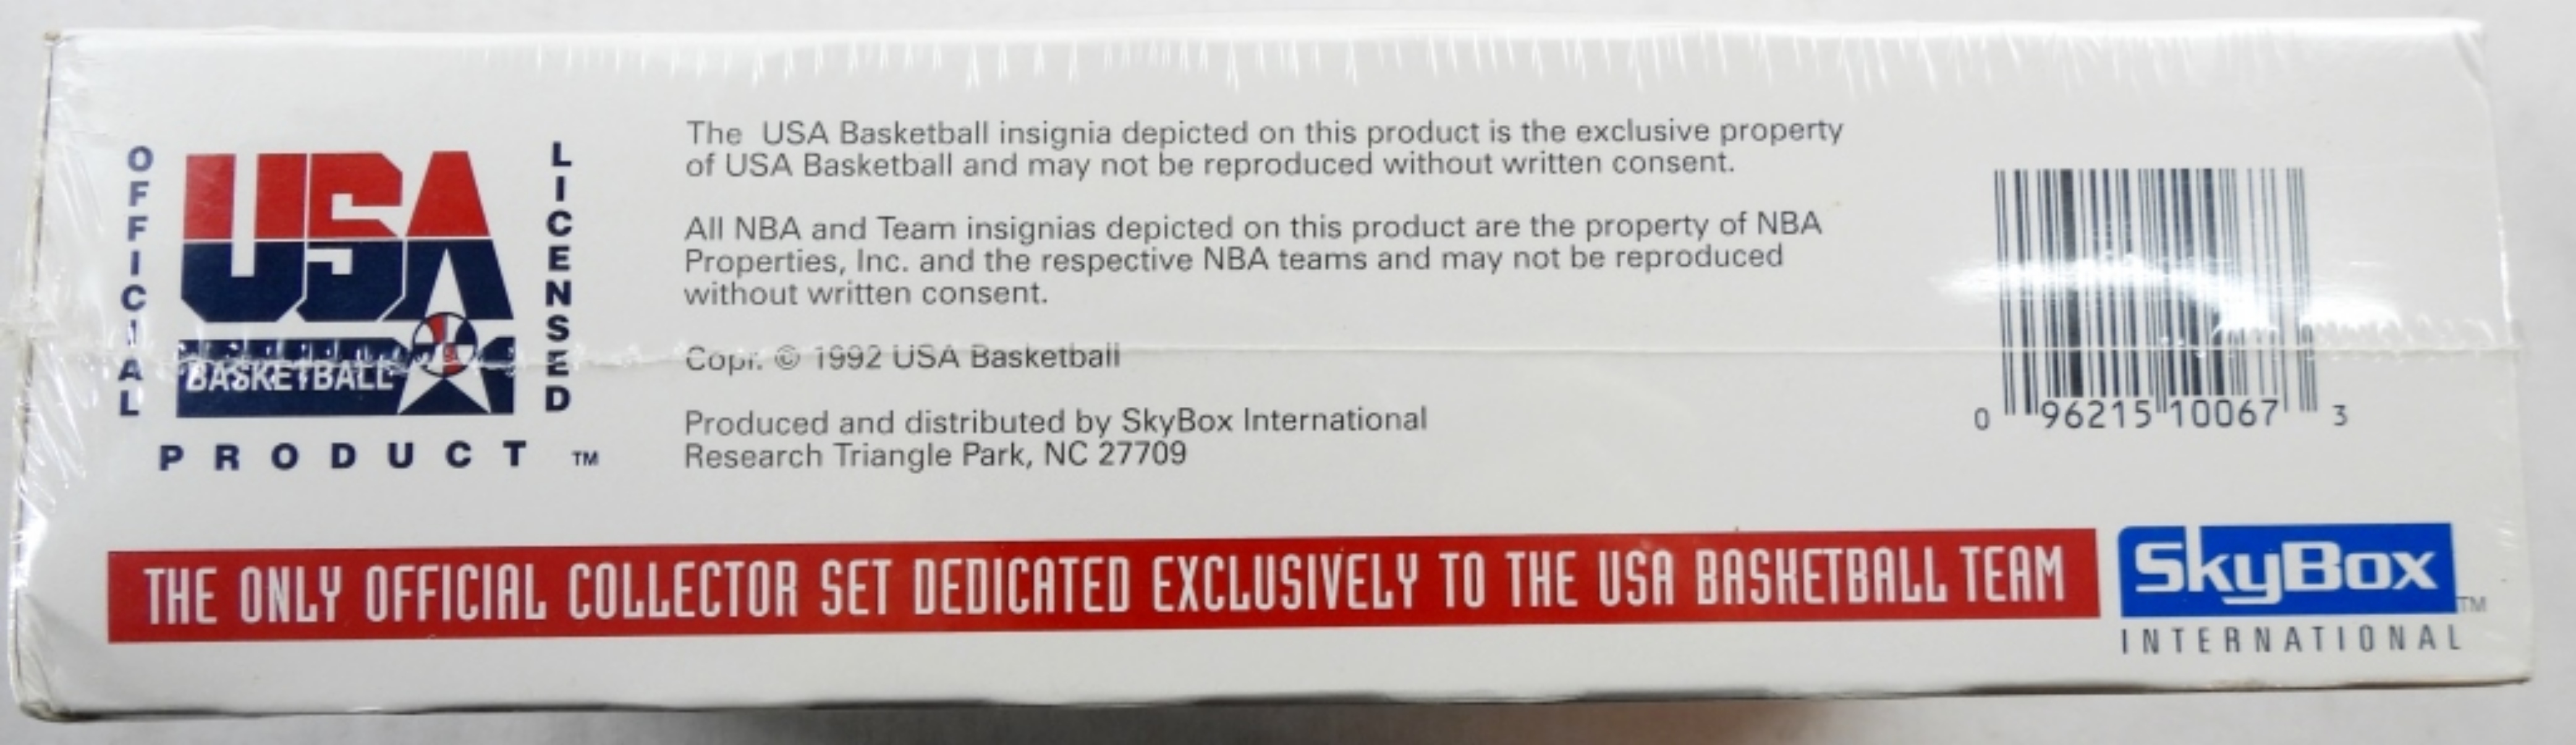 OFFICIAL
LICENSED
USA
BASKETBALL
PRODUCT ™
The USA Basketball insignia depicted on this product is the exclusive property
of USA Basketball and may not be reproduced without written consent.
All NBA and Team insignias depicted on this product are the property of NBA
Properties, Inc. and the respective NBA teams and may not be reproduced
without written consent.
Copr. © 1992 USA Basketball
Produced and distributed by SkyBox International
Research Triangle Park, NC 27709
0 96215 10067 3
THE ONLY OFFICIAL COLLECTOR SET DEDICATED EXCLUSIVELY TO THE USA BASKETBALL TEAM
SkyBox ™
INTERNATIONAL